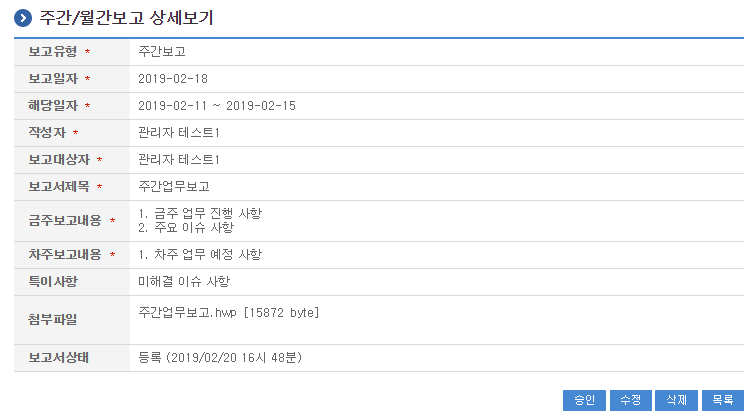 주간/월간보고 상세보기
보고유형 * 주간보고
보고일자 * 2019-02-18
해당일자 * 2019-02-11 ~ 2019-02-15
작성자 * 관리자 테스트1
보고대상자 * 관리자 테스트1
보고서제목 * 주간업무보고
금주보고내용 * 1. 금주 업무 진행 사항
2. 주요 이슈 사항
차주보고내용 * 1. 차주 업무 예정 사항
특이사항 미해결 이슈 사항
첨부파일 주간업무보고.hwp [15872 byte]
보고서상태 등록 (2019/02/20 16시 48분)
승인 수정 삭제 목록